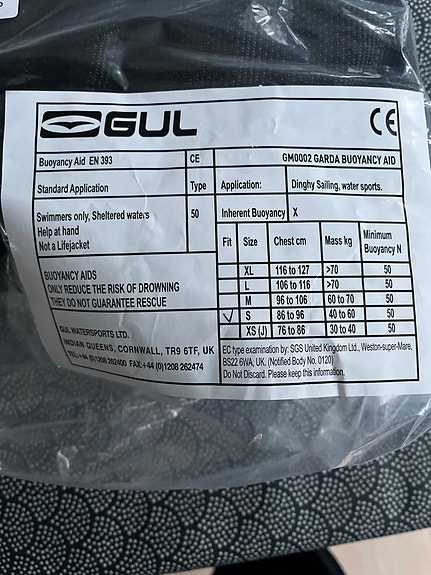 GUL
CE
Buoyancy Aid EN 393
CE
GM0002 GARDA BUOYANCY AID
Standard Application
Type
Application:
Dinghy Sailing, water sports.
Swimmers only, Sheltered waters
Help at hand
Not a Lifejacket
50
Inherent Buoyancy X
Fit Size Chest cm Mass kg Minimum Buoyancy N
XL 116 to 127 >70 50
L 106 to 116 >70 50
M 96 to 106 60 to 70 50
✓ S 86 to 96 40 to 60 50
XS (J) 76 to 86 30 to 40 50
BUOYANCY AIDS
ONLY REDUCE THE RISK OF DROWNING
THEY DO NOT GUARANTEE RESCUE
GUL WATERSPORTS LTD.
INDIAN QUEENS, CORNWALL, TR9 6TF, UK
TEL:+44 (0)1208 262400 FAX:+44 (0)1208 262474
EC type examination by: SGS United Kingdom Ltd., Weston-super-Mare,
BS22 6WA, UK. (Notified Body No. 0120)
Do Not Discard. Please keep this information.